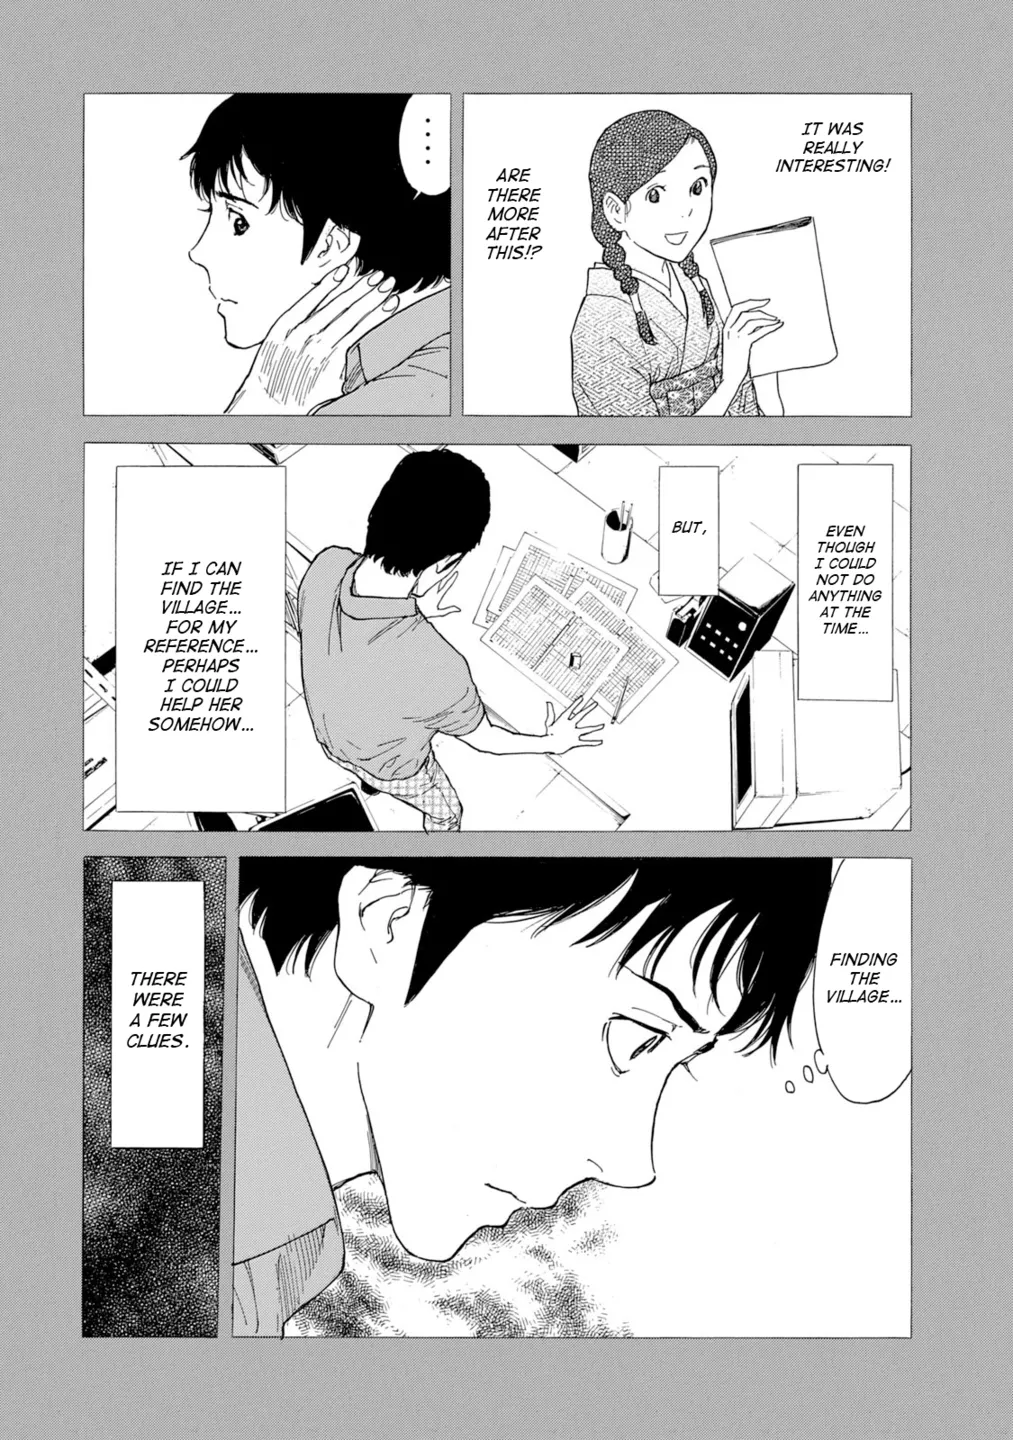 IT WAS
REALLY
INTERESTING!
ARE
THERE
MORE
AFTER
THIS!?
....
EVEN
THOUGH
I COULD
NOT DO
ANYTHING
AT THE
TIME...
BUT,
IF I CAN
FIND THE
VILLAGE...
FOR MY
REFERENCE...
PERHAPS
I COULD
HELP HER
SOMEHOW...
FINDING
THE
VILLAGE...
THERE
WERE
A FEW
CLUES.